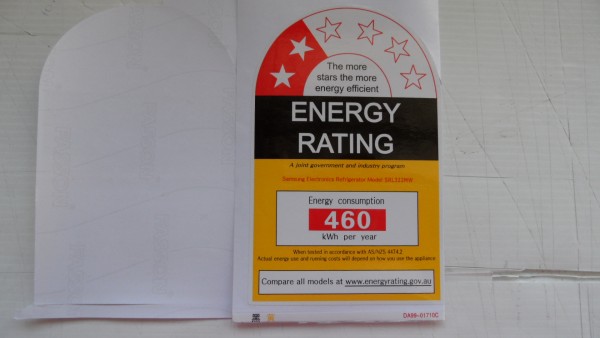 The more
stars the more
energy efficient
ENERGY
RATING
A joint government and industry program
Samsung Electronics Refrigerator Model
Energy consumption
460
kWh per year
When tested in accordance with AS/NZS 4474.2
Actual energy use and running costs will depend on how you use the appliance
Compare all models at www.energyrating.gov.au
DA68-01710C